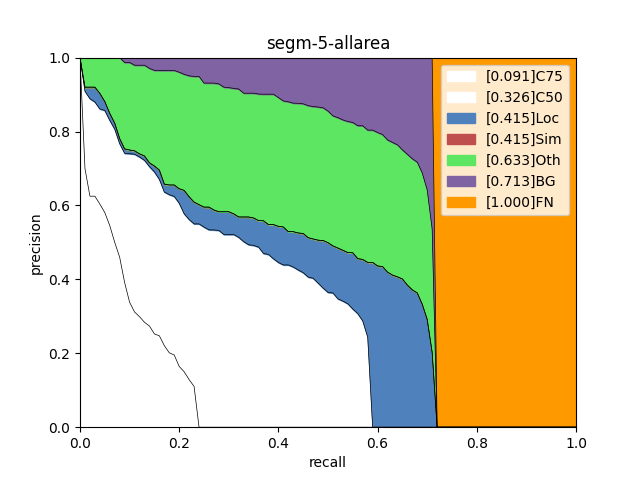 segm-5-allarea
1.0
0.8
0.6
0.4
0.2
0.0
precision
[0.091]C75
[0.326]C50
[0.415]Loc
[0.415]Sim
[0.633]Oth
[0.713]BG
[1.000]FN
0.0 0.2 0.4 0.6 0.8 1.0
recall